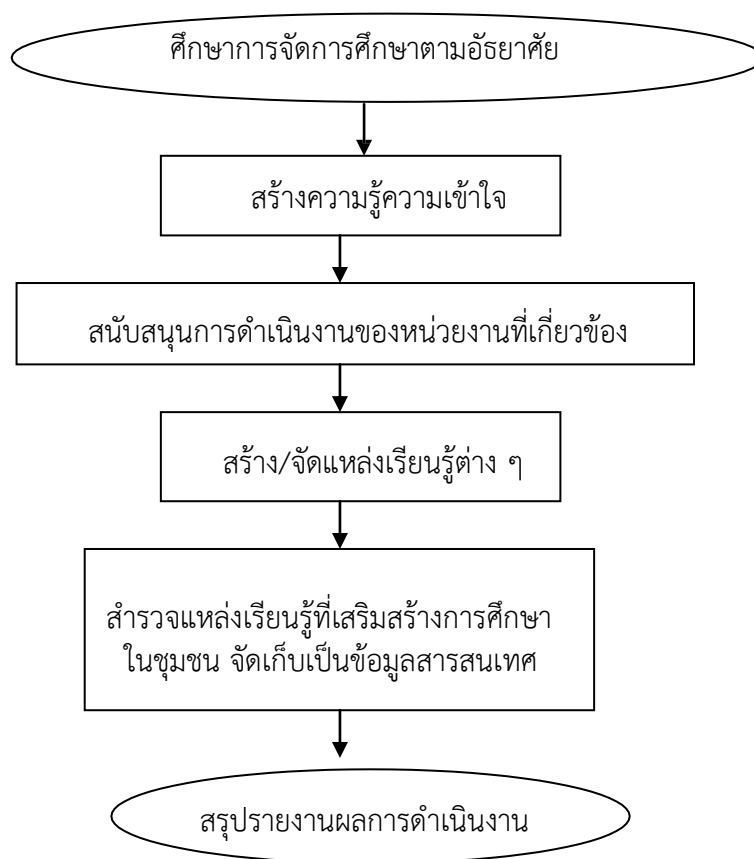 ศึกษาการจัดการศึกษาตามอัธยาศัย
สร้างความรู้ความเข้าใจ
สนับสนุนการดำเนินงานของหน่วยงานที่เกี่ยวข้อง
สร้าง/จัดแหล่งเรียนรู้ต่าง ๆ
สำรวจแหล่งเรียนรู้ที่เสริมสร้างการศึกษา
ในชุมชน จัดเก็บเป็นข้อมูลสารสนเทศ
สรุปรายงานผลการดำเนินงาน